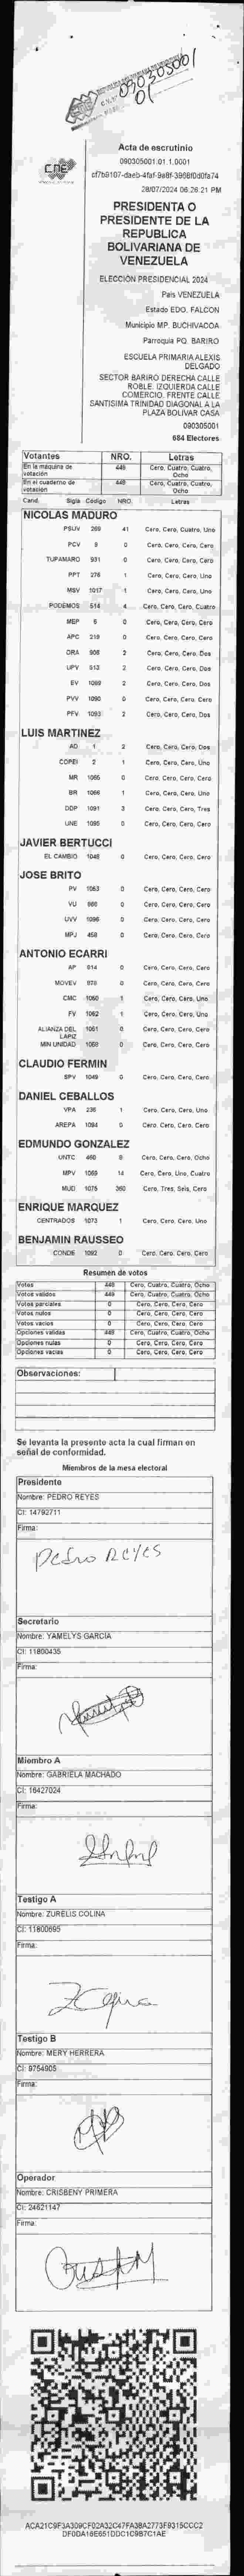 090305001
01
CNE
Acta de escrutinio
090305001.01.1.0001
28/07/2024 06:26:21 PM
PRESIDENTA O
PRESIDENTE DE LA
REPUBLICA
BOLIVARIANA DE
VENEZUELA
ELECCIÓN PRESIDENCIAL 2024
País VENEZUELA
Estado EDO. FALCON
Municipio MP. BUCHIVACOA
Parroquia PQ. BARIRO
ESCUELA PRIMARIA ALEXIS
DELGADO
SECTOR BARIRO DERECHA CALLE
ROBLE. IZQUIERDA CALLE
COMERCIO. FRENTE CALLE
SANTISIMA TRINIDAD DIAGONAL A LA
PLAZA BOLIVAR CASA
090305001
684 Electores
Votantes NRO. Letras
En la máquina de votación 448 Cero, Cuatro, Cuatro, Ocho
En el cuaderno de votación 448 Cero, Cuatro, Cuatro, Ocho
Cand. Sigla Código NRO. Letras
NICOLAS MADURO
PSUV 269 41 Cero, Cero, Cuatro, Uno
PCV 0 Cero, Cero, Cero, Cero
TUPAMARO 931 0 Cero, Cero, Cero, Cero
PPT 276 1 Cero, Cero, Cero, Uno
MSV 1017 1 Cero, Cero, Cero, Uno
PODEMOS 514 4 Cero, Cero, Cero, Cuatro
MEP 6 0 Cero, Cero, Cero, Cero
APC 219 0 Cero, Cero, Cero, Cero
ORA 908 2 Cero, Cero, Cero, Dos
UPV 513 2 Cero, Cero, Cero, Dos
EV 1089 2 Cero, Cero, Cero, Dos
PVV 1090 0 Cero, Cero, Cero, Cero
PFV 1093 2 Cero, Cero, Cero, Dos
LUIS MARTINEZ
AD 1 2 Cero, Cero, Cero, Dos
COPEI 2 1 Cero, Cero, Cero, Uno
MR 1065 0 Cero, Cero, Cero, Cero
BR 1066 1 Cero, Cero, Cero, Uno
DDP 1091 3 Cero, Cero, Cero, Tres
UNE 1095 0 Cero, Cero, Cero, Cero
JAVIER BERTUCCI
EL CAMBIO 1048 0 Cero, Cero, Cero, Cero
JOSE BRITO
PV 1053 0 Cero, Cero, Cero, Cero
VU 0 Cero, Cero, Cero, Cero
UVV 1096 0 Cero, Cero, Cero, Cero
MPJ 458 0 Cero, Cero, Cero, Cero
ANTONIO ECARRI
AP 914 0 Cero, Cero, Cero, Cero
MOVEV 978 0 Cero, Cero, Cero, Cero
CMC 1060 1 Cero, Cero, Cero, Uno
FV 1062 1 Cero, Cero, Cero, Uno
ALIANZA DEL LAPIZ 1061 0 Cero, Cero, Cero, Cero
MIN UNIDAD 1059 0 Cero, Cero, Cero, Cero
CLAUDIO FERMIN
SPV 1049 0 Cero, Cero, Cero, Cero
DANIEL CEBALLOS
VPA 1 Cero, Cero, Cero, Uno
AREPA 1094 0 Cero, Cero, Cero, Cero
EDMUNDO GONZALEZ
UNTC 460 8 Cero, Cero, Cero, Ocho
MPV 1069 14 Cero, Cero, Uno, Cuatro
MUD 1075 360 Cero, Tres, Seis, Cero
ENRIQUE MARQUEZ
CENTRADOS 1073 1 Cero, Cero, Cero, Uno
BENJAMIN RAUSSEO
CONDE 1092 0 Cero, Cero, Cero, Cero
Resumen de votos
Votos 448 Cero, Cuatro, Cuatro, Ocho
Votos validos 448 Cero, Cuatro, Cuatro, Ocho
Votos parciales 0 Cero, Cero, Cero, Cero
Votos nulos 0 Cero, Cero, Cero, Cero
Votos vacios 0 Cero, Cero, Cero, Cero
Opciones validas 448 Cero, Cuatro, Cuatro, Ocho
Opciones nulas 0 Cero, Cero, Cero, Cero
Opciones vacias 0 Cero, Cero, Cero, Cero
Observaciones:
Se levanta la presente acta la cual firman en
señal de conformidad.
Miembros de la mesa electoral
Presidente
Nombre: PEDRO REYES
CI: 14792711
Firma:
Pedro REYES
Secretario
Nombre: YAMELYS GARCIA
CI: 11800435
Firma:
Miembro A
Nombre: GABRIELA MACHADO
CI: 16427024
Firma:
Testigo A
Nombre: ZURELIS COLINA
CI: 11800695
Firma:
Testigo B
Nombre: MERY HERRERA
CI: 9754905
Firma:
Operador
Nombre: CRISBENY PRIMERA
CI: 24621147
Firma: